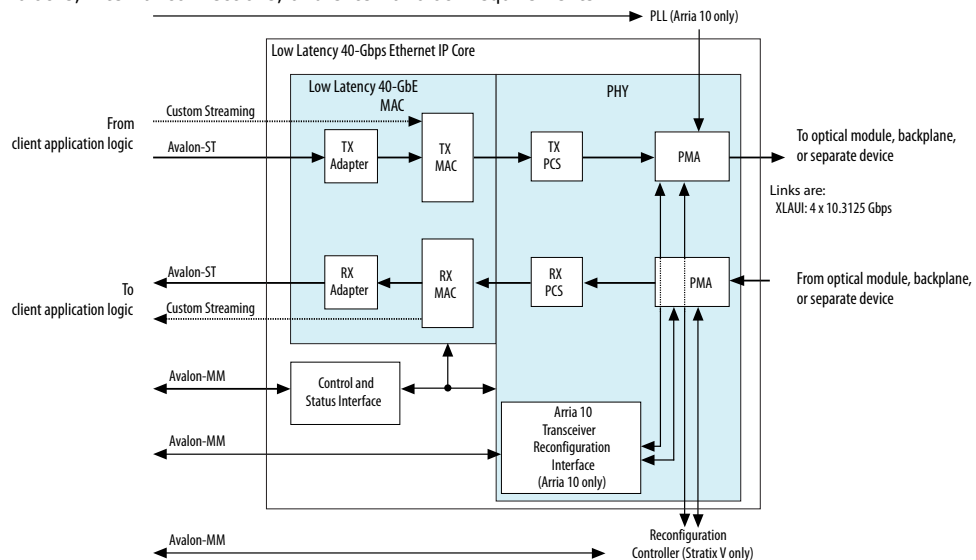 PLL (Arria 10 only)
Low Latency 40-Gbps Ethernet IP Core
Low Latency 40-GbE
MAC
PHY
From
client application logic
Custom Streaming
Avalon-ST
TX
Adapter
TX
MAC
TX
PCS
PMA
To optical module, backplane,
or separate device
Links are:
XLAUI: 4 x 10.3125 Gbps
To
client application logic
Avalon-ST
Custom Streaming
RX
Adapter
RX
MAC
RX
PCS
PMA
From optical module, backplane,
or separate device
Avalon-MM
Control and
Status Interface
Avalon-MM
Arria 10
Transceiver
Reconfiguration
Interface
(Arria 10 only)
Avalon-MM
Reconfiguration
Controller (Stratix V only)